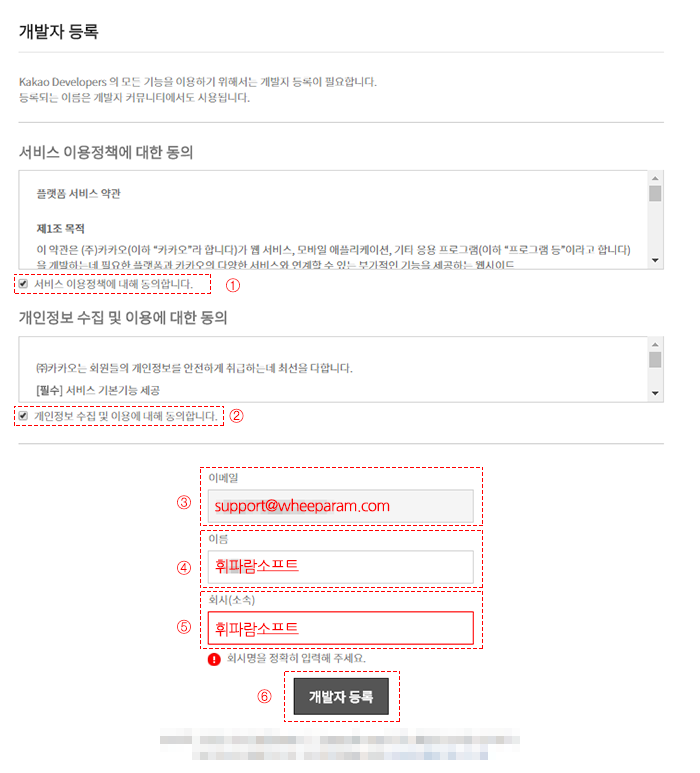 개발자 등록
Kakao Developers 의 모든 기능을 이용하기 위해서는 개발지 등록이 필요합니다.
등록되는 이름은 개발지 커뮤니티에서도 사용됩니다.
서비스 이용정책에 대한 동의
플랫폼 서비스 약관
제1조 목적
이 약관은 (주)카카오(이하 “카카오”라 합니다)가 웹 서비스, 모바일 애플리케이션, 기타 응용 프로그램(이하 “프로그램 등”이라고 합니다)
을 개발하는데 필요한 플랫폼과 카카오의 다양한 서비스와 연계할 수 있는 부가적인 기능을 제공하는 웹사이드
서비스 이용정책에 대해 동의합니다. ①
개인정보 수집 및 이용에 대한 동의
㈜카카오는 회원들의 개인정보를 안전하게 취급하는데 최선을 다합니다.
[필수] 서비스 기본기능 제공
개인정보 수집 및 이용에 대해 동의합니다. ②
이메일
③ support@wheeparam.com
이름
④ 휘파람소프트
회사(소속)
⑤ 휘파람소프트
! 회사명을 정확히 입력해 주세요.
⑥ 개발자 등록